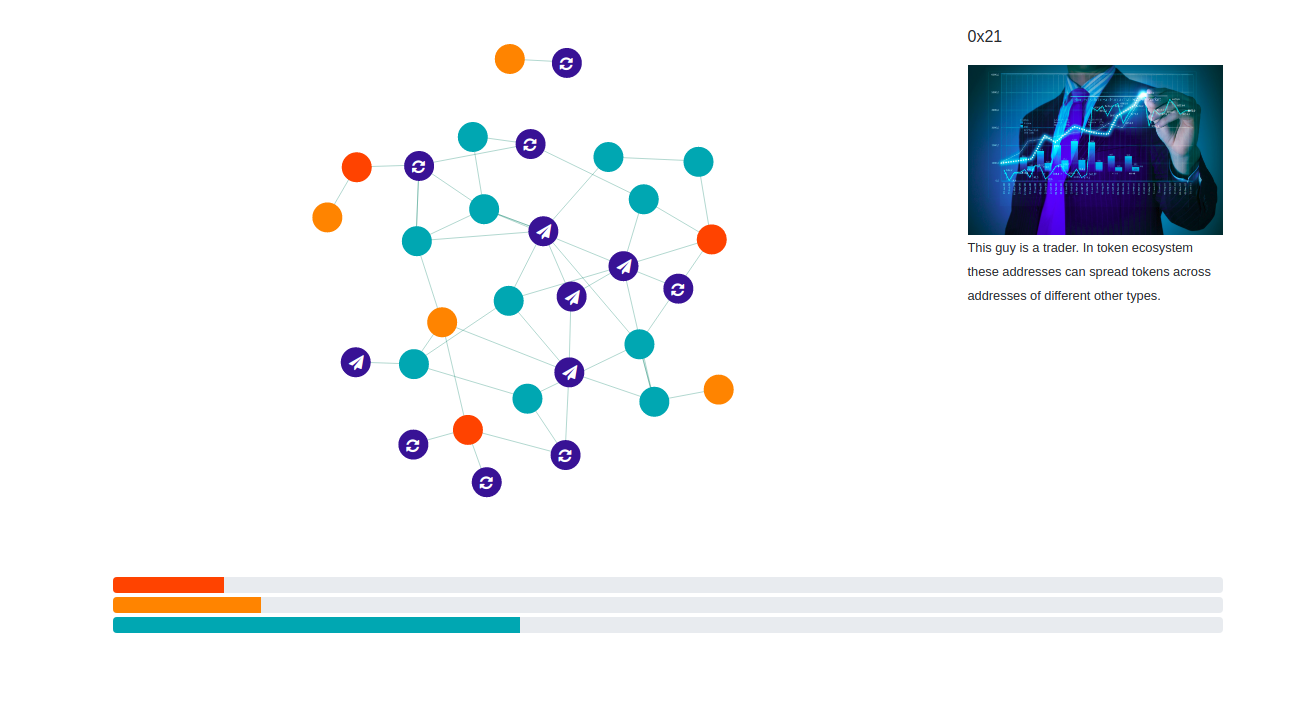 0x21
This guy is a trader. In token ecosystem
these addresses can spread tokens across
addresses of different other types.